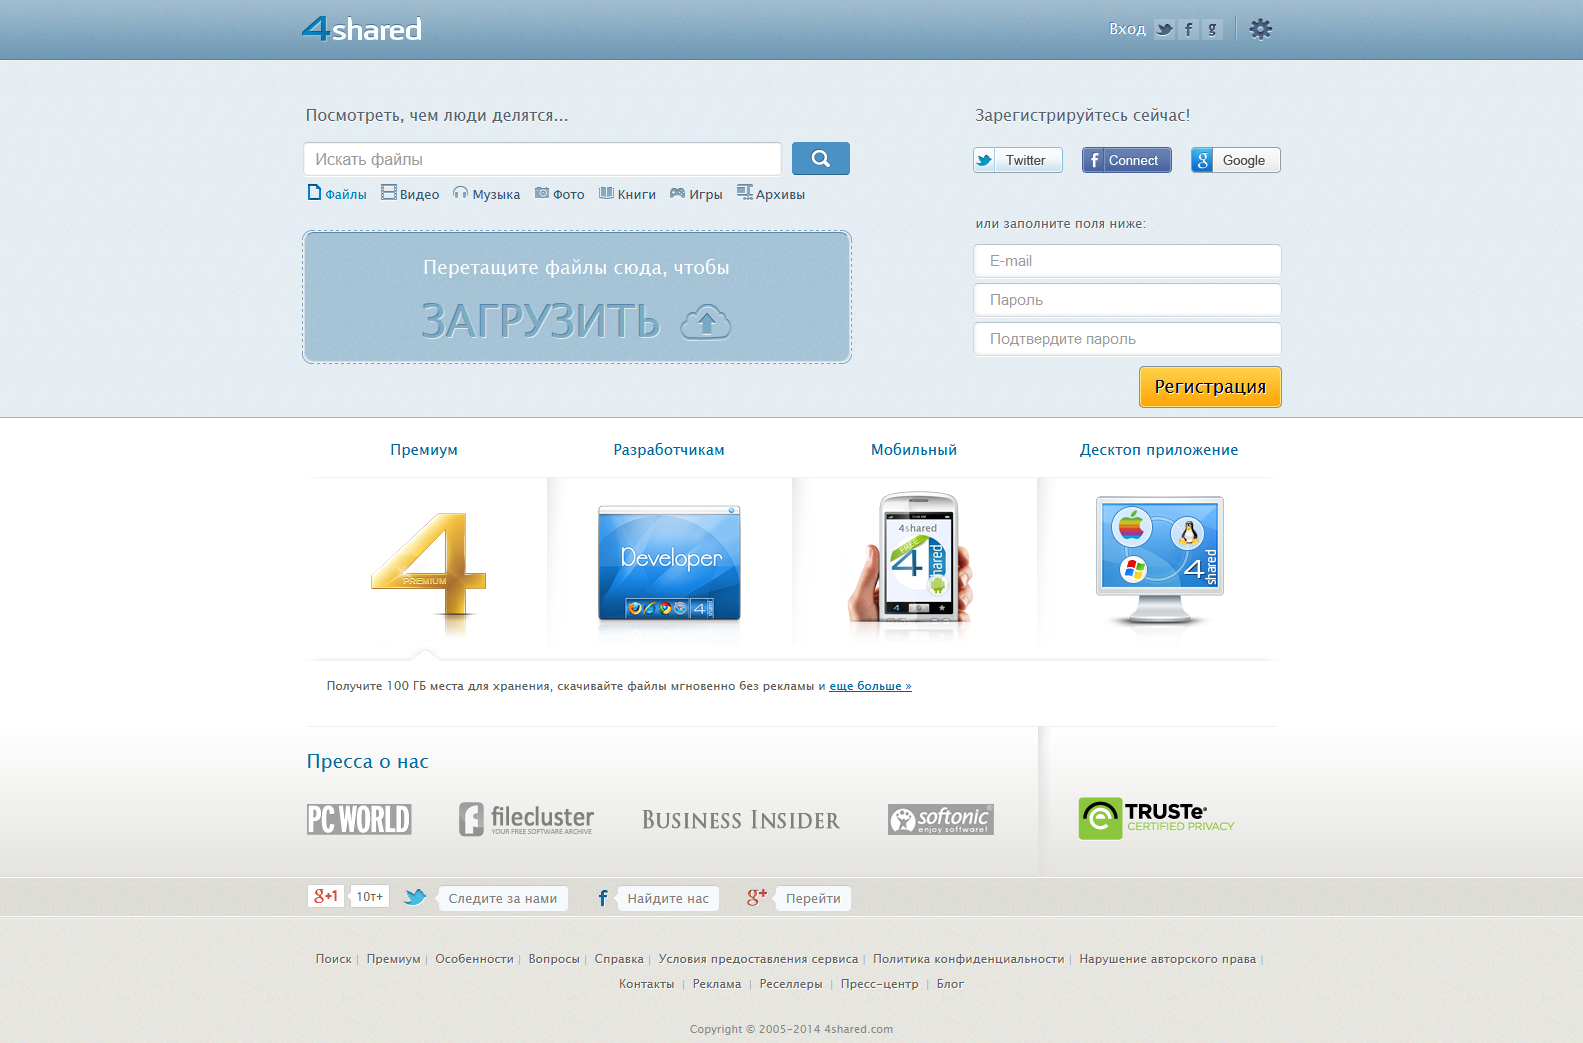 4shared
Вход
Посмотреть, чем люди делятся...
Зарегистрируйтесь сейчас!
Искать файлы
Twitter
Connect
Google
Файлы Видео Музыка Фото Книги Игры Архивы
или заполните поля ниже:
Перетащите файлы сюда, чтобы
ЗАГРУЗИТЬ
E-mail
Пароль
Подтвердите пароль
Регистрация
Премиум
Разработчикам
Мобильный
Десктоп приложение
4
PREMIUM
Developer
4shared
FREE
4shared
4shared
Получите 100 ГБ места для хранения, скачивайте файлы мгновенно без рекламы и еще больше »
Пресса о нас
PC WORLD
filecluster
YOUR FREE SOFTWARE ARCHIVE
BUSINESS INSIDER
softonic
enjoy software!
TRUSTe
CERTIFIED PRIVACY
g+1
10т+
Следите за нами
Найдите нас
g+
Перейти
Поиск | Премиум | Особенности | Вопросы | Справка | Условия предоставления сервиса | Политика конфиденциальности | Нарушение авторского права |
Контакты | Реклама | Реселлеры | Пресс-центр | Блог
Copyright © 2005-2014 4shared.com